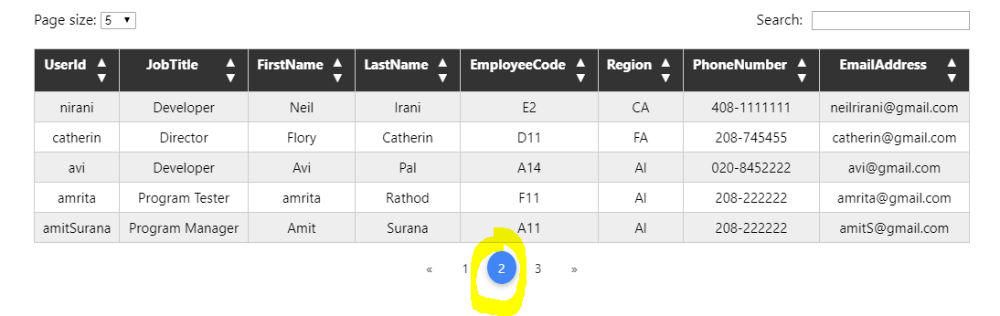 Page size: 5 ▼ Search:
UserId ▲▼ JobTitle ▲▼ FirstName ▲▼ LastName ▲▼ EmployeeCode ▲▼ Region ▲▼ PhoneNumber ▲▼ EmailAddress ▲▼
nirani Developer Neil Irani E2 CA 408-1111111 neilrirani@gmail.com
catherin Director Flory Catherin D11 FA 208-745455 catherin@gmail.com
avi Developer Avi Pal A14 AI 020-8452222 avi@gmail.com
amrita Program Tester amrita Rathod F11 AI 208-222222 amrita@gmail.com
amitSurana Program Manager Amit Surana A11 AI 208-222222 amitS@gmail.com
« 1 2 3 »